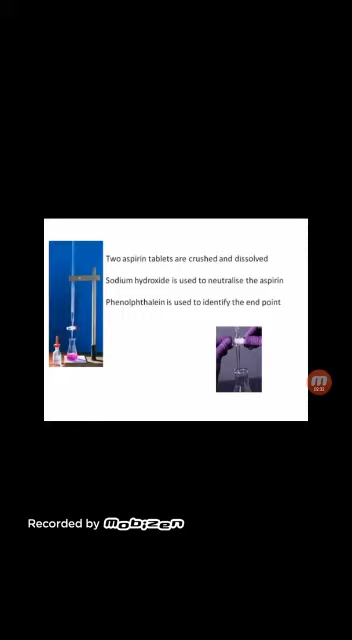 Two aspirin tablets are crushed and dissolved
Sodium hydroxide is used to neutralise the aspirin
Phenolphthalein is used to identify the end point
Recorded by mobizen